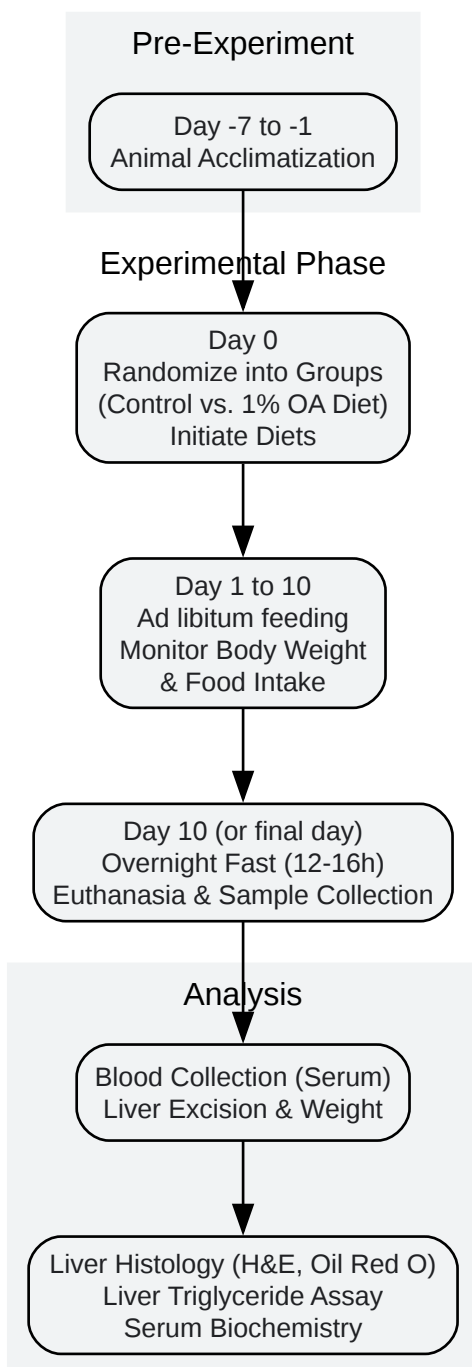 Pre-Experiment
Day -7 to -1
Animal Acclimatization
Experimental Phase
Day 0
Randomize into Groups
(Control vs. 1% OA Diet)
Initiate Diets
Day 1 to 10
Ad libitum feeding
Monitor Body Weight
& Food Intake
Day 10 (or final day)
Overnight Fast (12-16h)
Euthanasia & Sample Collection
Analysis
Blood Collection (Serum)
Liver Excision & Weight
Liver Histology (H&E, Oil Red O)
Liver Triglyceride Assay
Serum Biochemistry